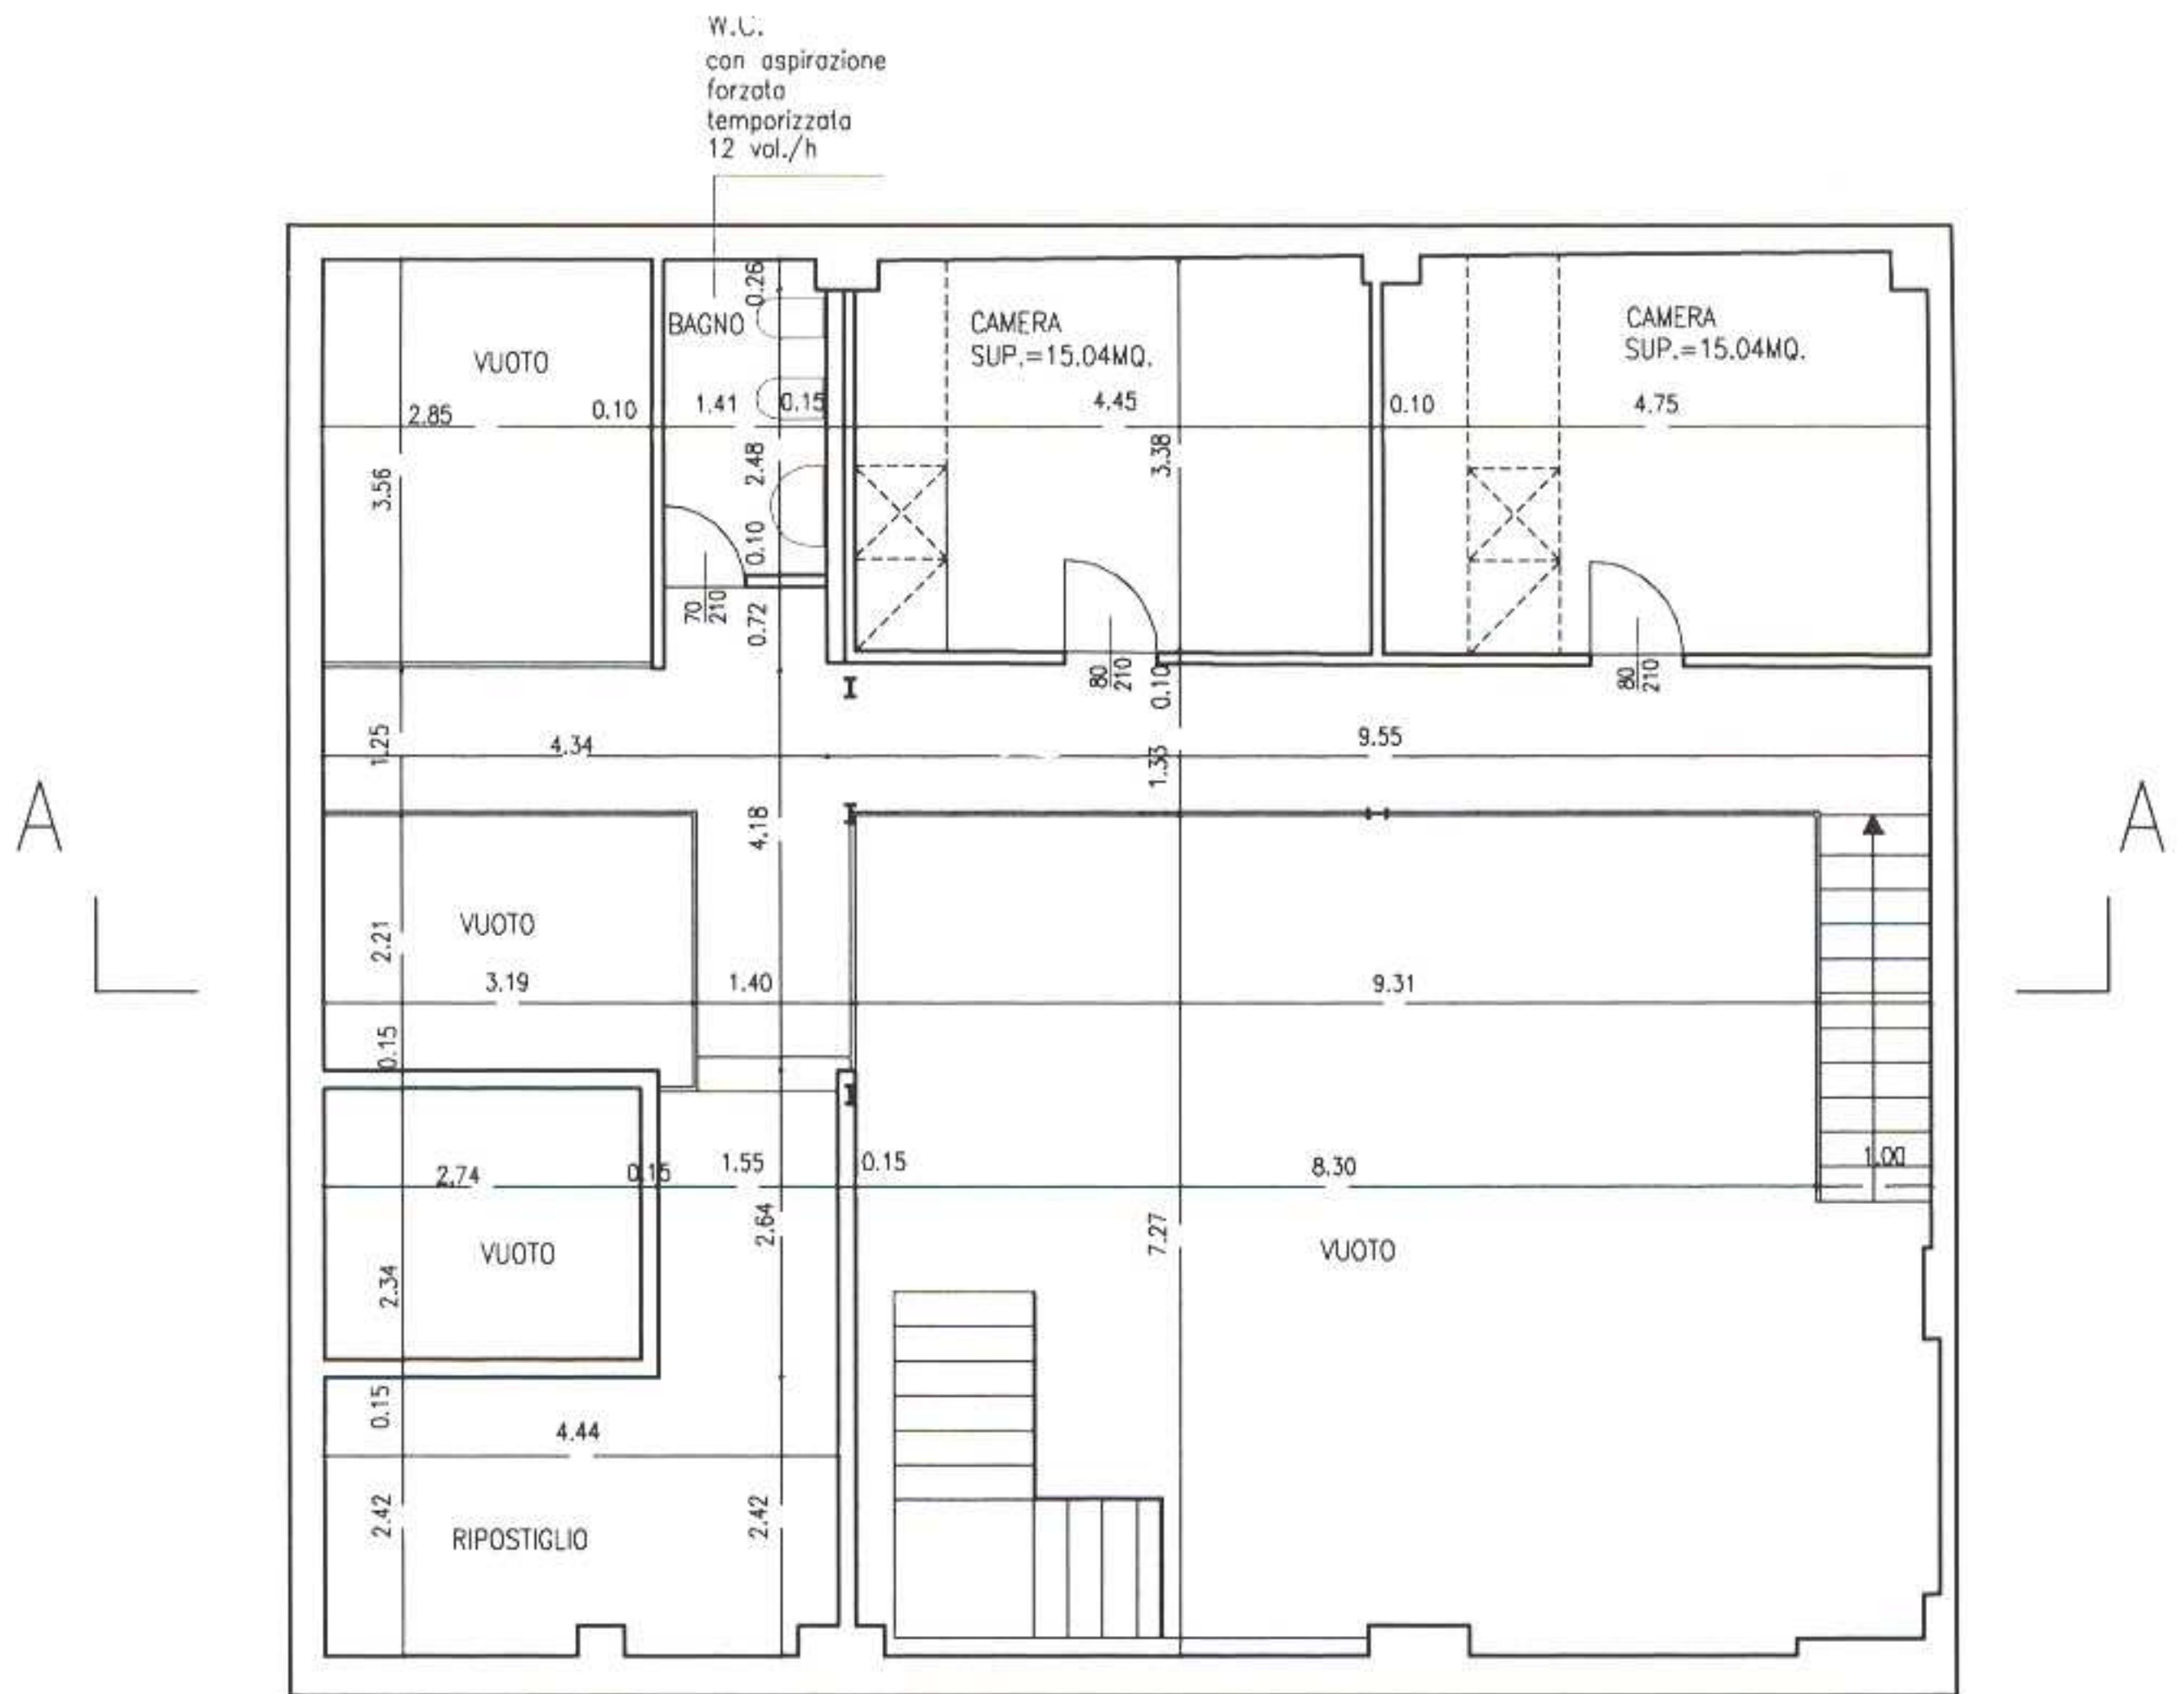 W.C.
con aspirazione
forzata
temporizzata
12 vol./h
0.26
BAGNO
CAMERA
SUP.=15.04MQ.
CAMERA
SUP.=15.04MQ.
VUOTO
2.85
0.10
1.41
0.15
4.45
0.10
4.75
3.56
2.48
3.38
0.10
70
210
0.72
80
210
0.10
80
210
1.25
4.34
1.33
9.55
A
A
4.18
VUOTO
2.21
3.19
1.40
9.31
0.15
2.74
0.15
1.55
0.15
8.30
1.00
2.64
7.27
VUOTO
VUOTO
2.34
0.15
4.44
2.42
2.42
RIPOSTIGLIO